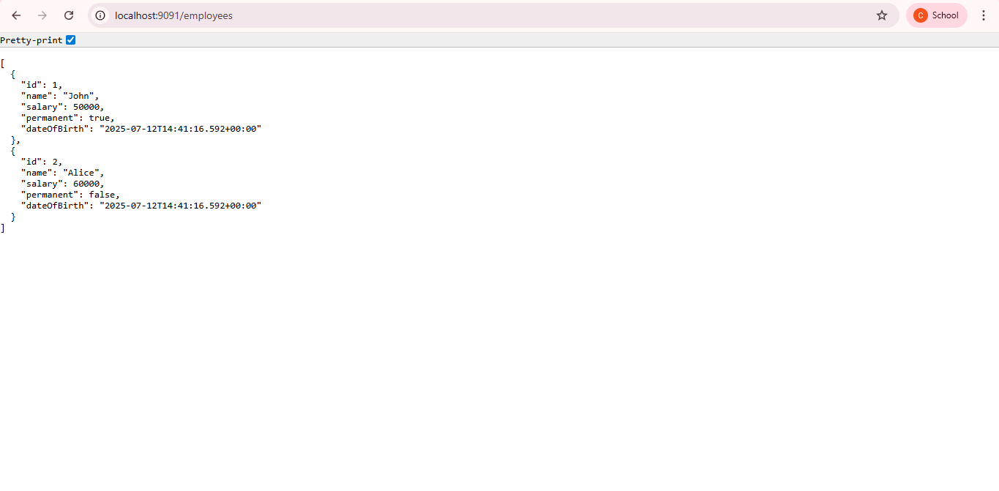 localhost:9091/employees
C School
Pretty-print
[
  {
    "id": 1,
    "name": "John",
    "salary": 50000,
    "permanent": true,
    "dateOfBirth": "2025-07-12T14:41:16.592+00:00"
  },
  {
    "id": 2,
    "name": "Alice",
    "salary": 60000,
    "permanent": false,
    "dateOfBirth": "2025-07-12T14:41:16.592+00:00"
  }
]